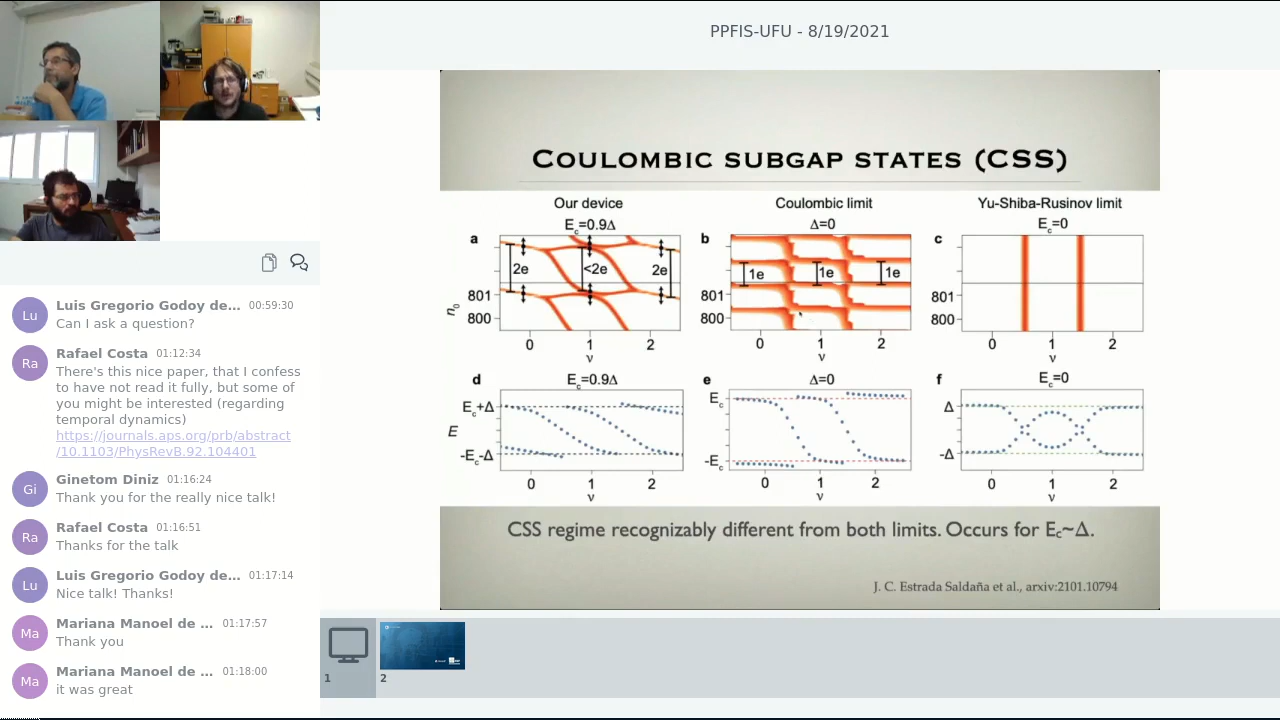 PPFIS-UFU - 8/19/2021
Luis Gregorio Godoy de... 00:59:30
Can I ask a question?
Rafael Costa 01:12:34
There's this nice paper, that I confess
to have not read it fully, but some of
you might be interested (regarding
temporal dynamics)
https://journals.aps.org/prb/abstract
/10.1103/PhysRevB.92.104401
Ginetom Diniz 01:16:24
Thank you for the really nice talk!
Rafael Costa 01:16:51
Thanks for the talk
Luis Gregorio Godoy de... 01:17:14
Nice talk! Thanks!
Mariana Manoel de ... 01:17:57
Thank you
Mariana Manoel de ... 01:18:00
it was great
Lu
Ra
Gi
Ra
Lu
Ma
Ma
COULOMBIC SUBGAP STATES (CSS)
Our device
Coulombic limit
Yu-Shiba-Rusinov limit
a Ec=0.9Δ
b Δ=0
c Ec=0
2e <2e 2e
1e 1e 1e
n0 801 800
801 800
801 800
0 1 2
ν
0 1 2
ν
0 1 2
ν
d Ec=0.9Δ
e Δ=0
f Ec=0
Ec+Δ
E
-Ec-Δ
Ec
-Ec
Δ
-Δ
0 1 2
ν
0 1 2
ν
0 1 2
ν
CSS regime recognizably different from both limits. Occurs for Ec~Δ.
J. C. Estrada Saldaña et al., arxiv:2101.10794
1
2